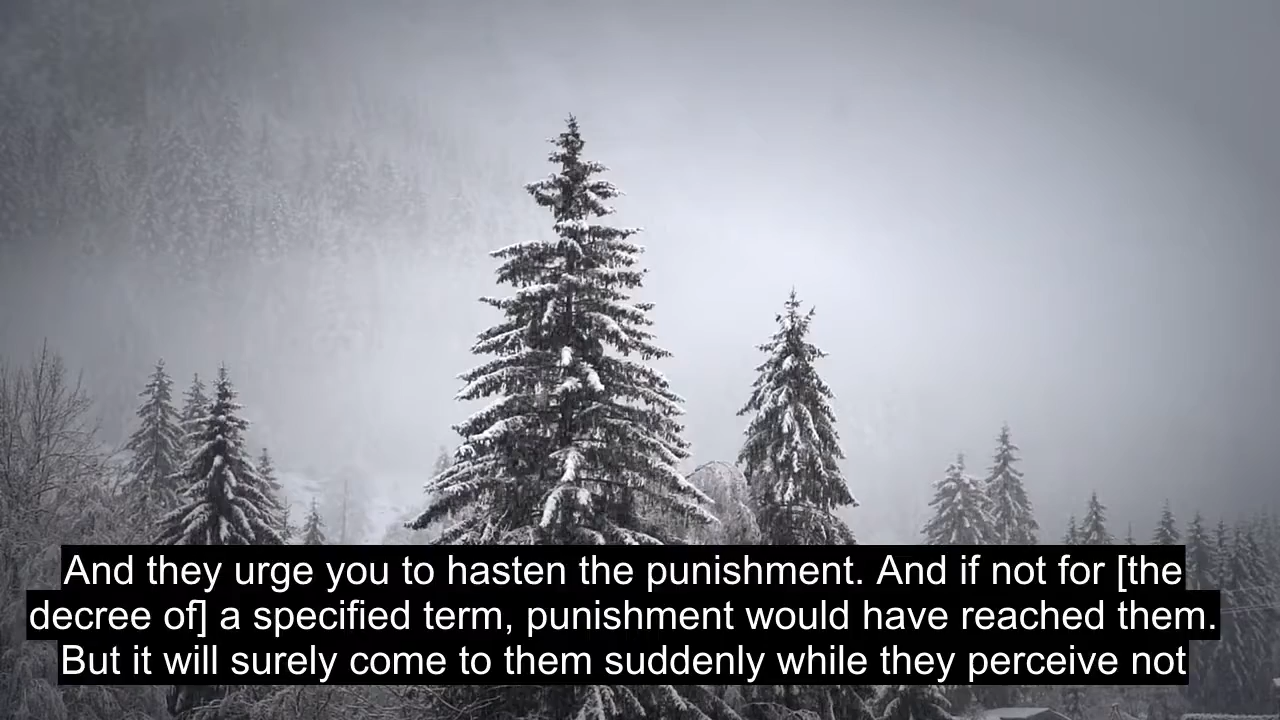 And they urge you to hasten the punishment. And if not for [the
decree of] a specified term, punishment would have reached them.
But it will surely come to them suddenly while they perceive not